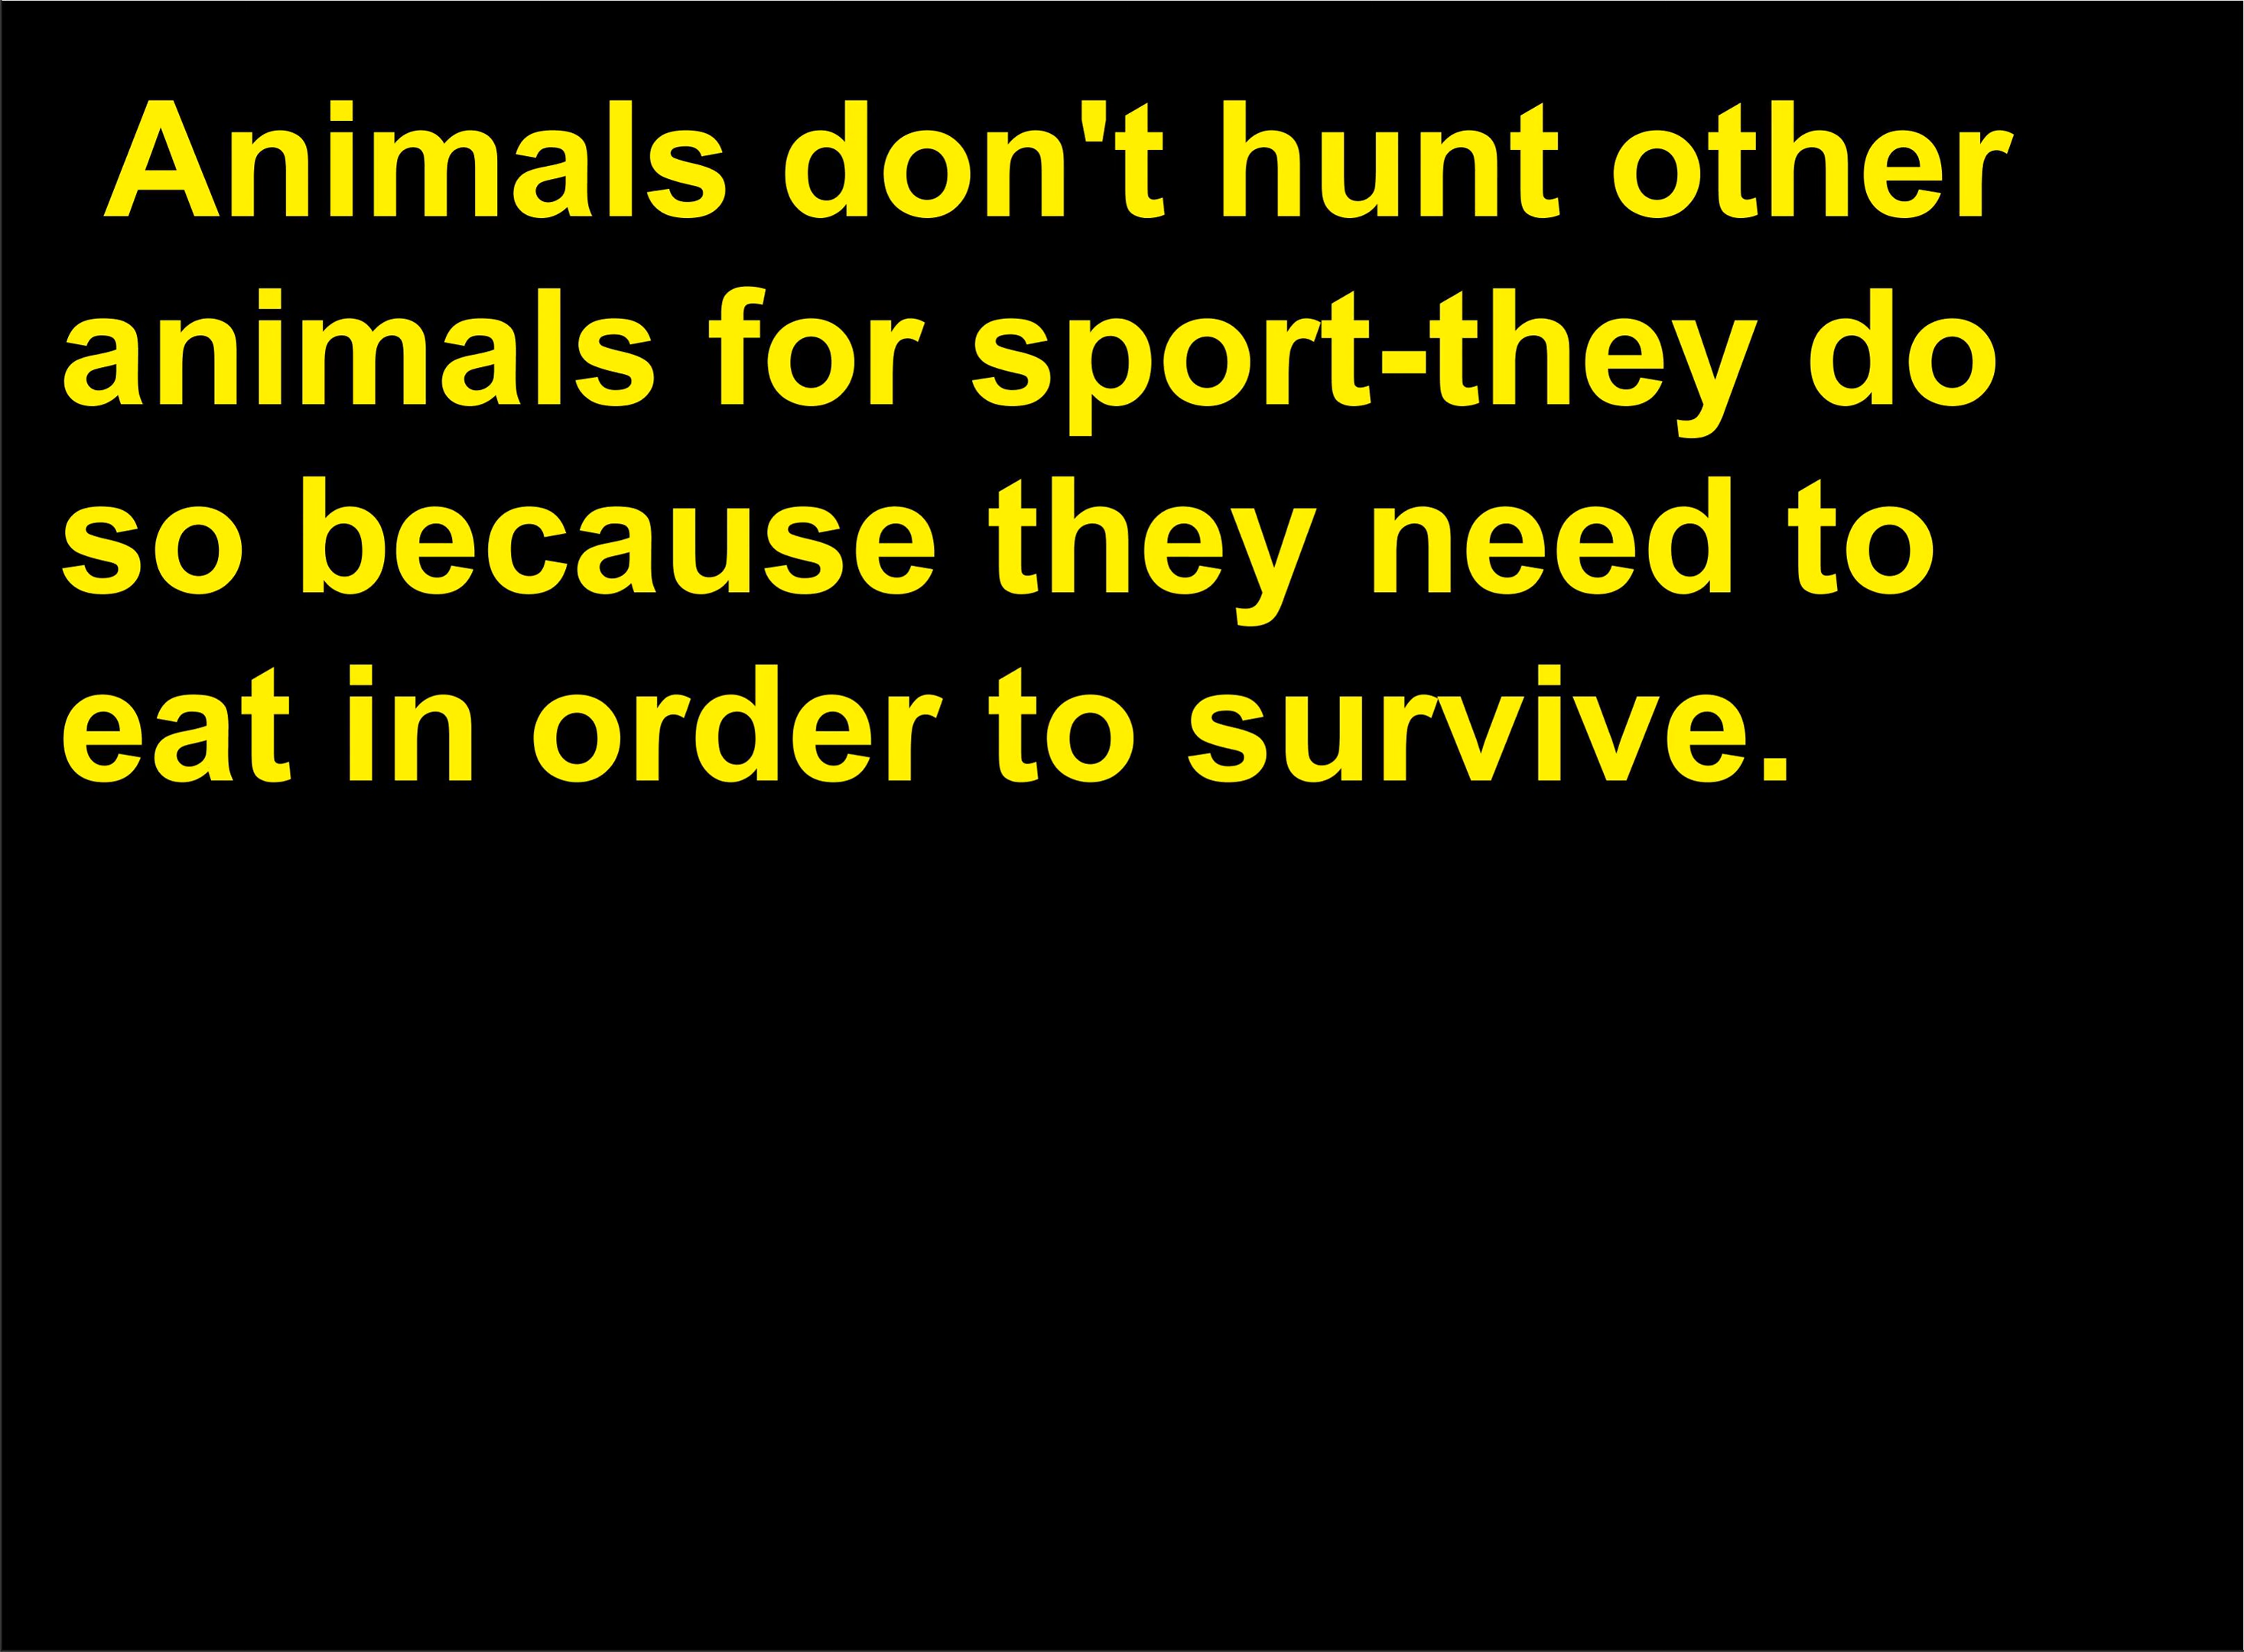 Animals don't hunt other
animals for sport-they do
so because they need to
eat in order to survive.